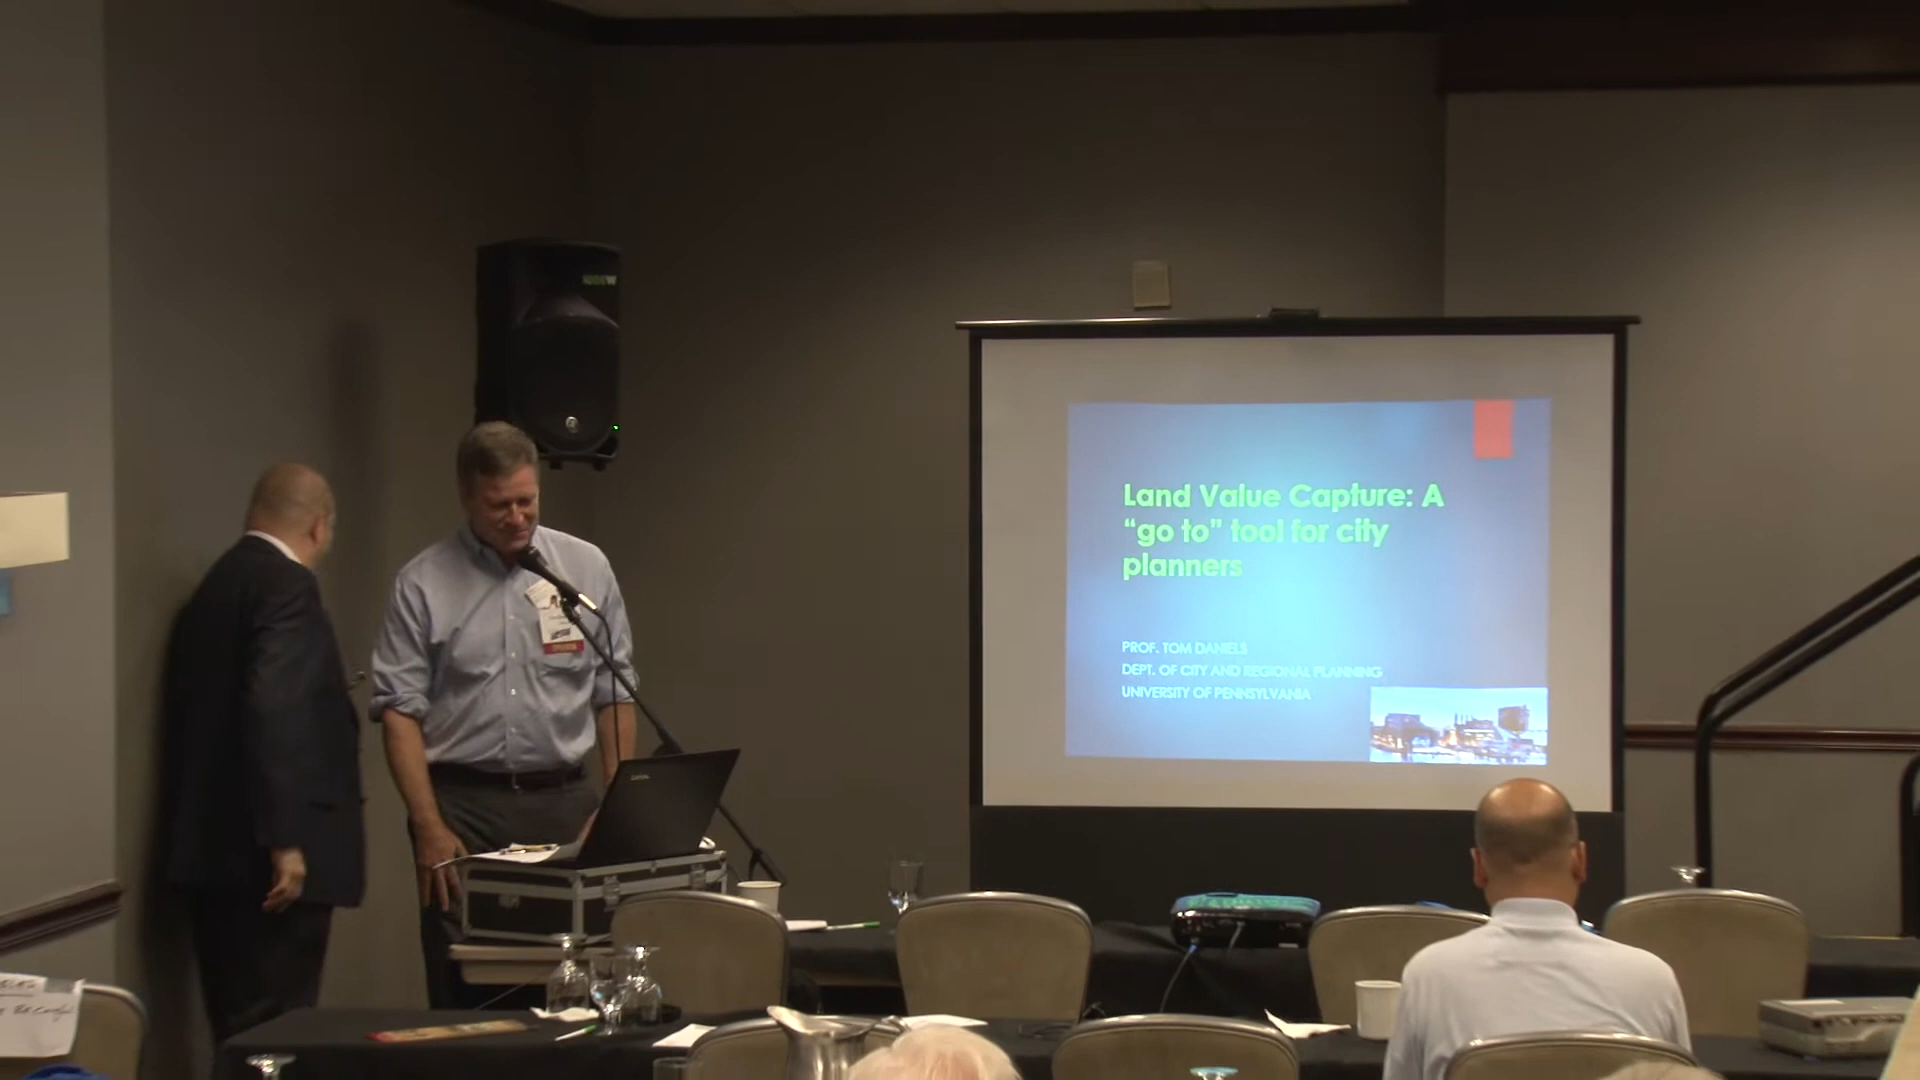 Land Value Capture: A
“go to” tool for city
planners
PROF. TOM DANIELS
DEPT. OF CITY AND REGIONAL PLANNING
UNIVERSITY OF PENNSYLVANIA